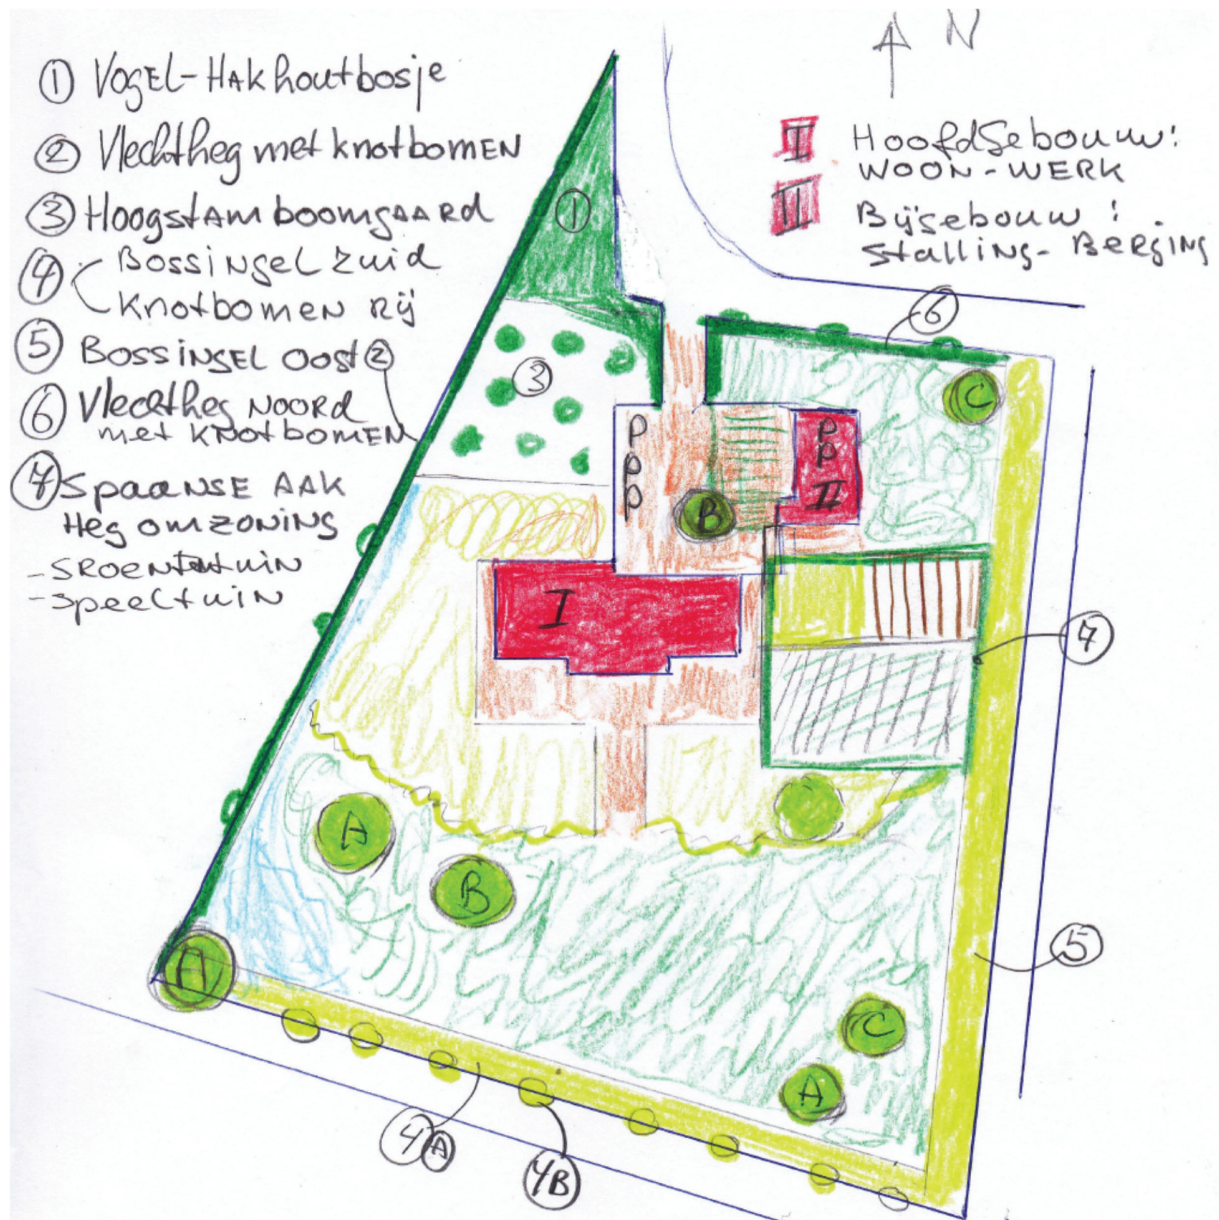 ① Vogel-Hakhoutbosje
② Vlechtheg met knotbomen
③ Hoogstam boomgaard
④ Bossingel zuid
Knotbomen Rij
⑤ Bossingel oost ②
⑥ Vlechtheg Noord
met knotbomen
⑦ Spaanse Aak
Heg omzoning
- groentetuin
- speeltuin
N
I Hoofdgebouw:
WOON-WERK
II Bijgebouw:
Stalling-Berging
①
⑥
③
C
P
P
P
P
P
II
B
I
⑦
A
B
A
⑤
C
A
4A
4B